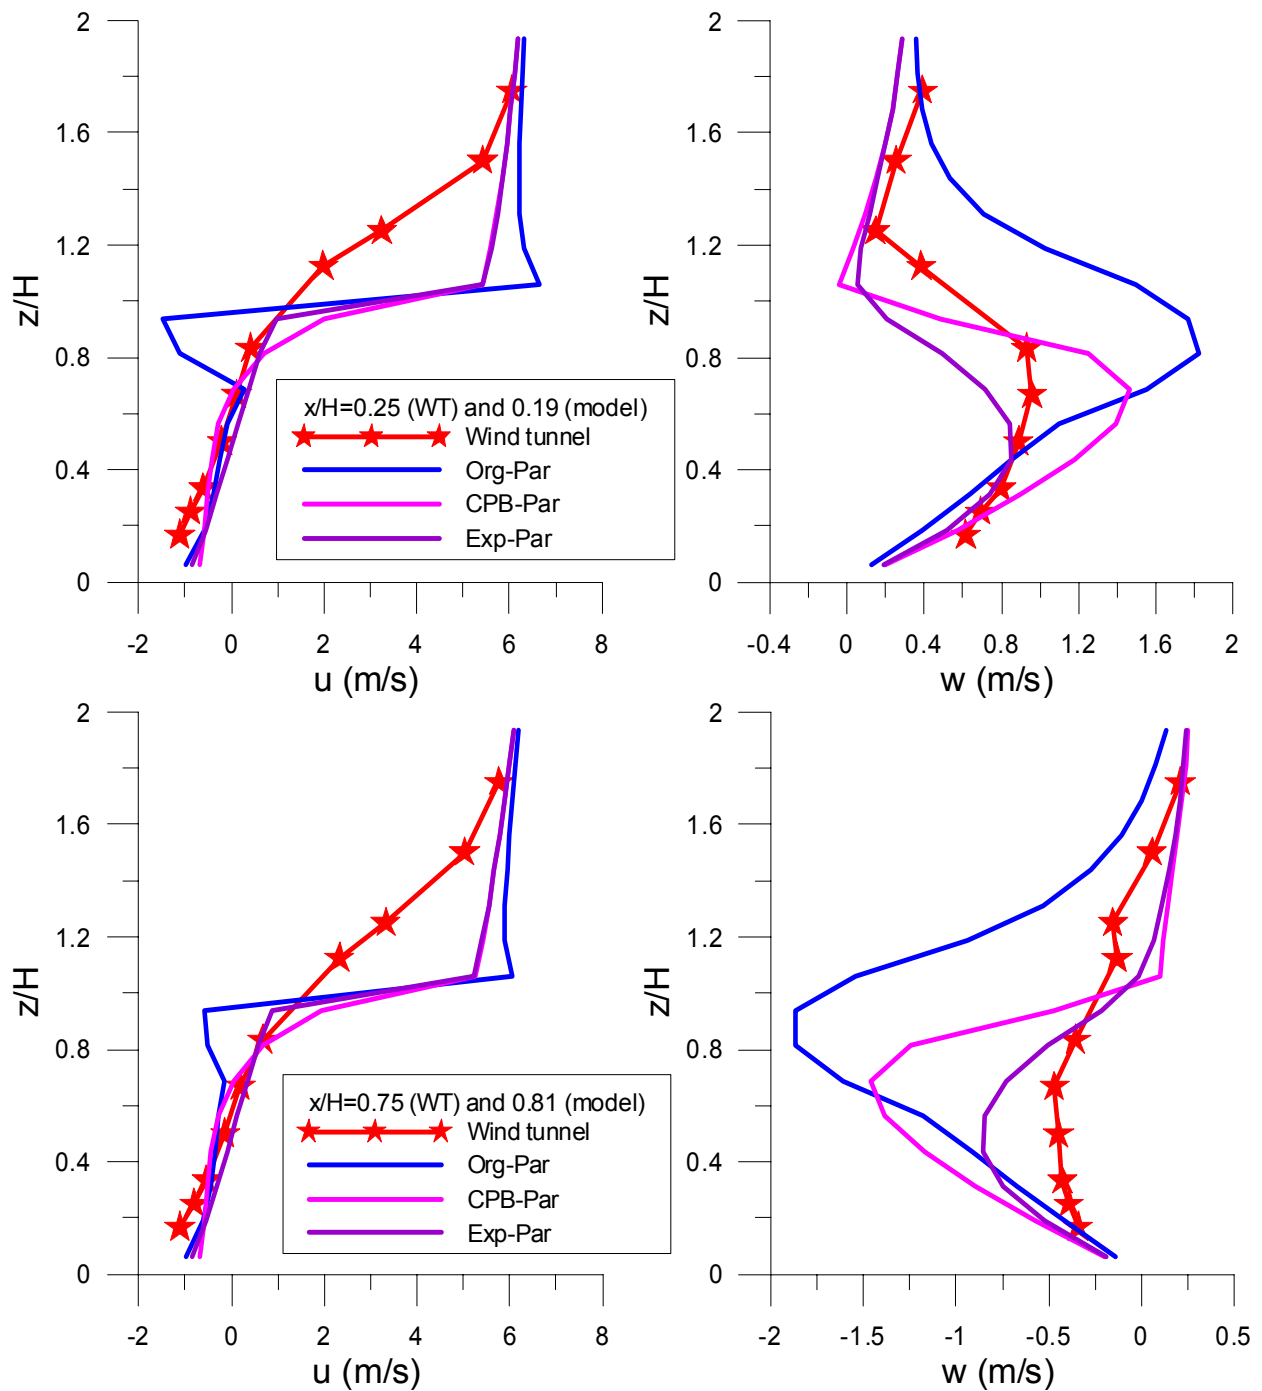 2
1.6
1.2
0.8
0.4
0
z/H
-2
0
2
4
6
8
u (m/s)
x/H=0.25 (WT) and 0.19 (model)
Wind tunnel
Org-Par
CPB-Par
Exp-Par
2
1.6
1.2
0.8
0.4
0
z/H
-0.4
0
0.4
0.8
1.2
1.6
2
w (m/s)
2
1.6
1.2
0.8
0.4
0
z/H
-2
0
2
4
6
8
u (m/s)
x/H=0.75 (WT) and 0.81 (model)
Wind tunnel
Org-Par
CPB-Par
Exp-Par
2
1.6
1.2
0.8
0.4
0
z/H
-2
-1.5
-1
-0.5
0
0.5
w (m/s)